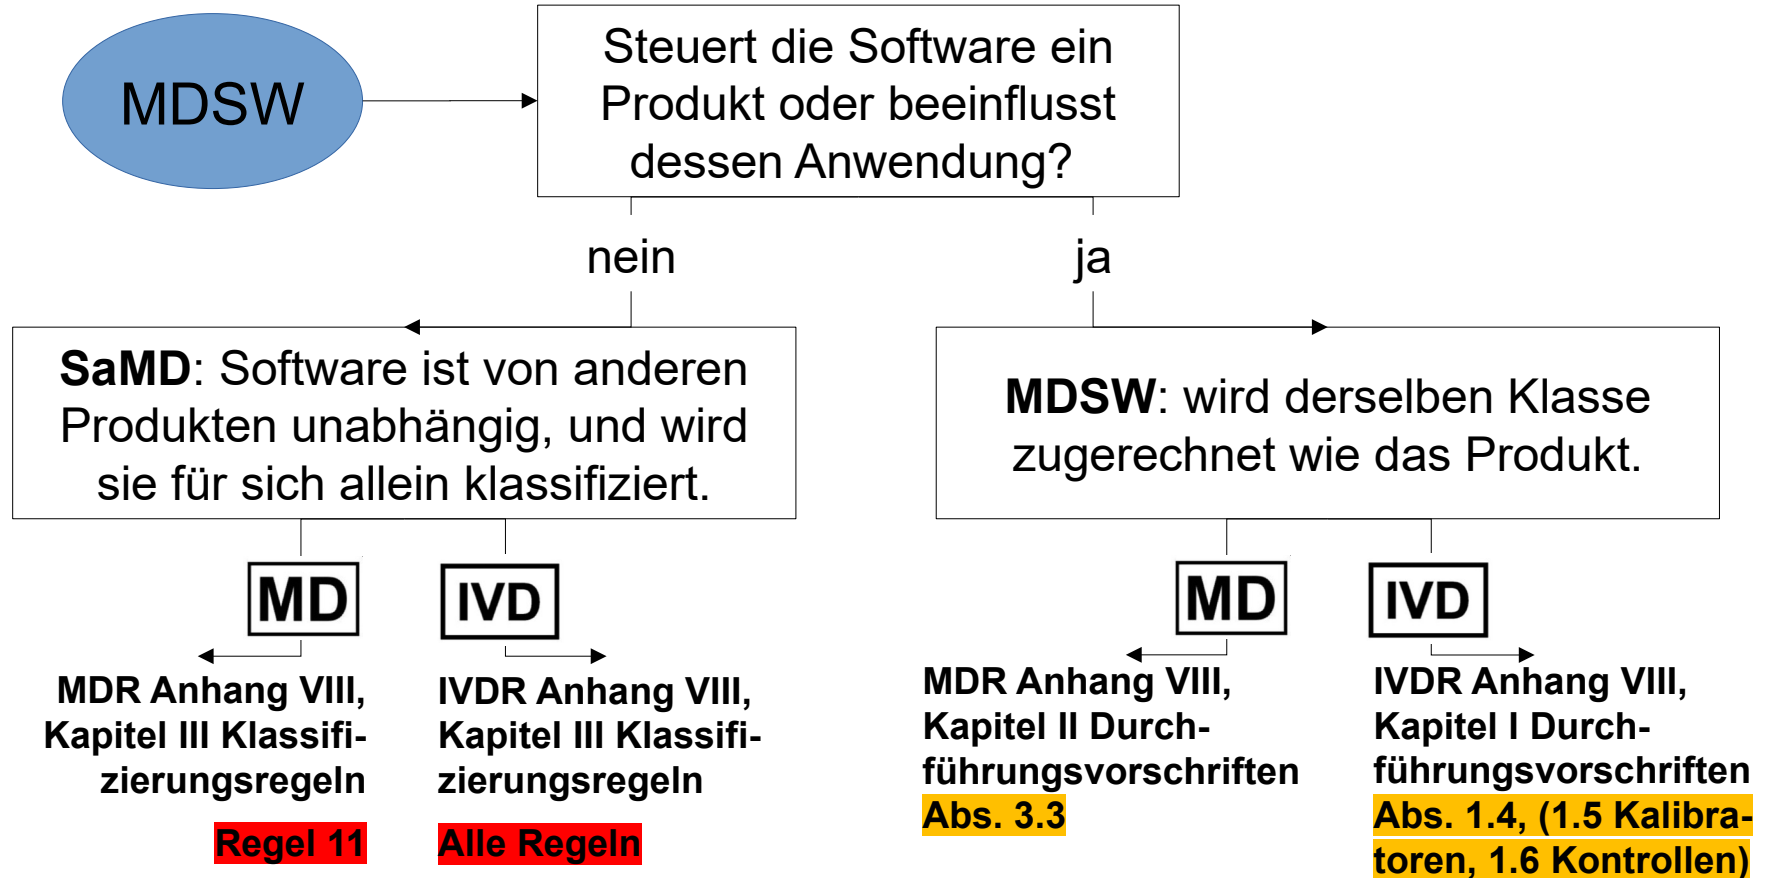 MDSW
Steuert die Software ein
Produkt oder beeinflusst
dessen Anwendung?
nein
ja
SaMD: Software ist von anderen
Produkten unabhängig, und wird
sie für sich allein klassifiziert.
MDSW: wird derselben Klasse
zugerechnet wie das Produkt.
MD
IVD
MD
IVD
MDR Anhang VIII,
Kapitel III Klassifi-
zierungsregeln
Regel 11
IVDR Anhang VIII,
Kapitel III Klassifi-
zierungsregeln
Alle Regeln
MDR Anhang VIII,
Kapitel II Durch-
führungsvorschriften
Abs. 3.3
IVDR Anhang VIII,
Kapitel I Durch-
führungsvorschriften
Abs. 1.4, (1.5 Kalibra-
toren, 1.6 Kontrollen)